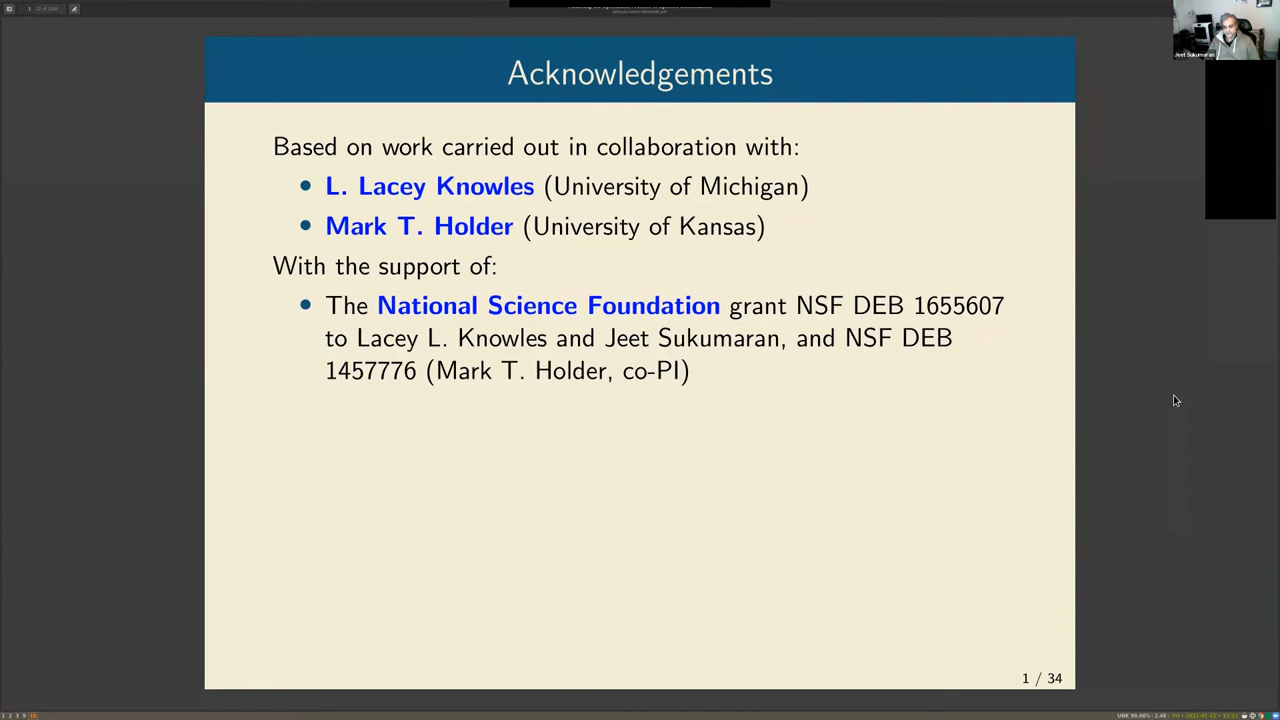 Acknowledgements
Jeet Sukumaran
Based on work carried out in collaboration with:
• L. Lacey Knowles (University of Michigan)
• Mark T. Holder (University of Kansas)
With the support of:
• The National Science Foundation grant NSF DEB 1655607
to Lacey L. Knowles and Jeet Sukumaran, and NSF DEB
1457776 (Mark T. Holder, co-PI)
1 / 34